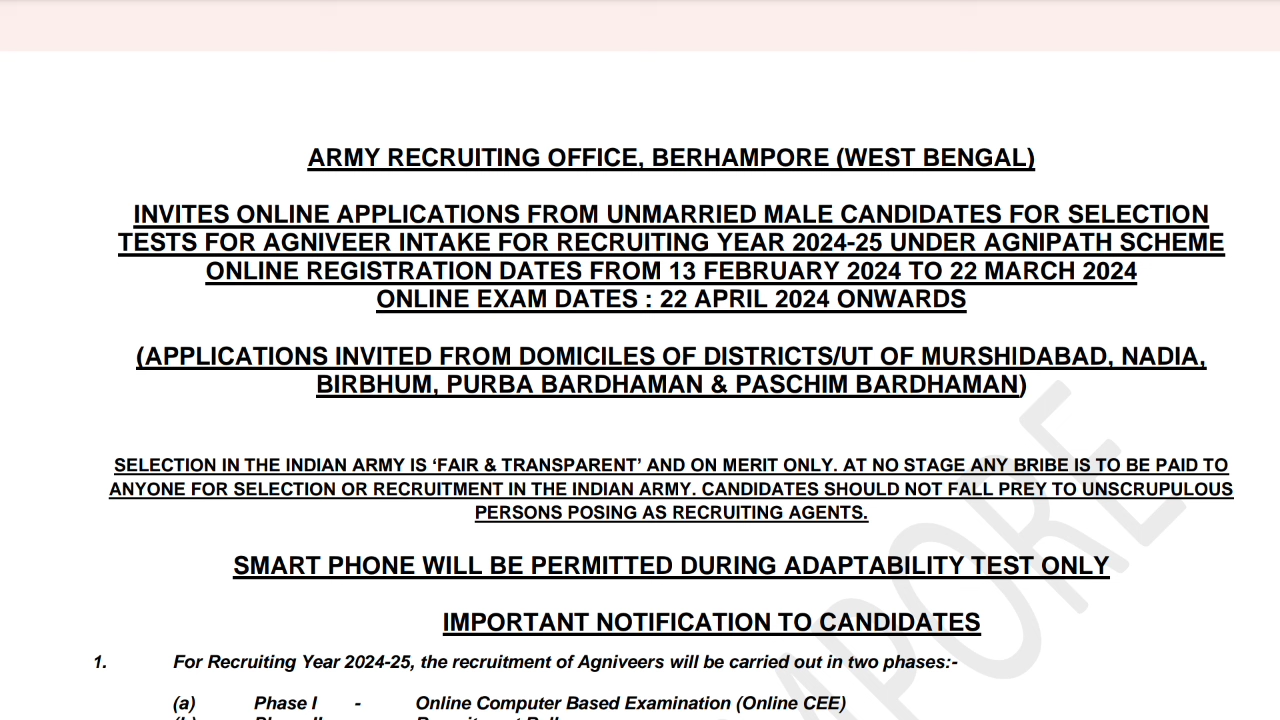 ARMY RECRUITING OFFICE, BERHAMPORE (WEST BENGAL)
INVITES ONLINE APPLICATIONS FROM UNMARRIED MALE CANDIDATES FOR SELECTION
TESTS FOR AGNIVEER INTAKE FOR RECRUITING YEAR 2024-25 UNDER AGNIPATH SCHEME
ONLINE REGISTRATION DATES FROM 13 FEBRUARY 2024 TO 22 MARCH 2024
ONLINE EXAM DATES : 22 APRIL 2024 ONWARDS
(APPLICATIONS INVITED FROM DOMICILES OF DISTRICTS/UT OF MURSHIDABAD, NADIA,
BIRBHUM, PURBA BARDHAMAN & PASCHIM BARDHAMAN)
SELECTION IN THE INDIAN ARMY IS ‘FAIR & TRANSPARENT’ AND ON MERIT ONLY. AT NO STAGE ANY BRIBE IS TO BE PAID TO
ANYONE FOR SELECTION OR RECRUITMENT IN THE INDIAN ARMY. CANDIDATES SHOULD NOT FALL PREY TO UNSCRUPULOUS
PERSONS POSING AS RECRUITING AGENTS.
SMART PHONE WILL BE PERMITTED DURING ADAPTABILITY TEST ONLY
IMPORTANT NOTIFICATION TO CANDIDATES
1. For Recruiting Year 2024-25, the recruitment of Agniveers will be carried out in two phases:-
(a) Phase I - Online Computer Based Examination (Online CEE)
MPORE